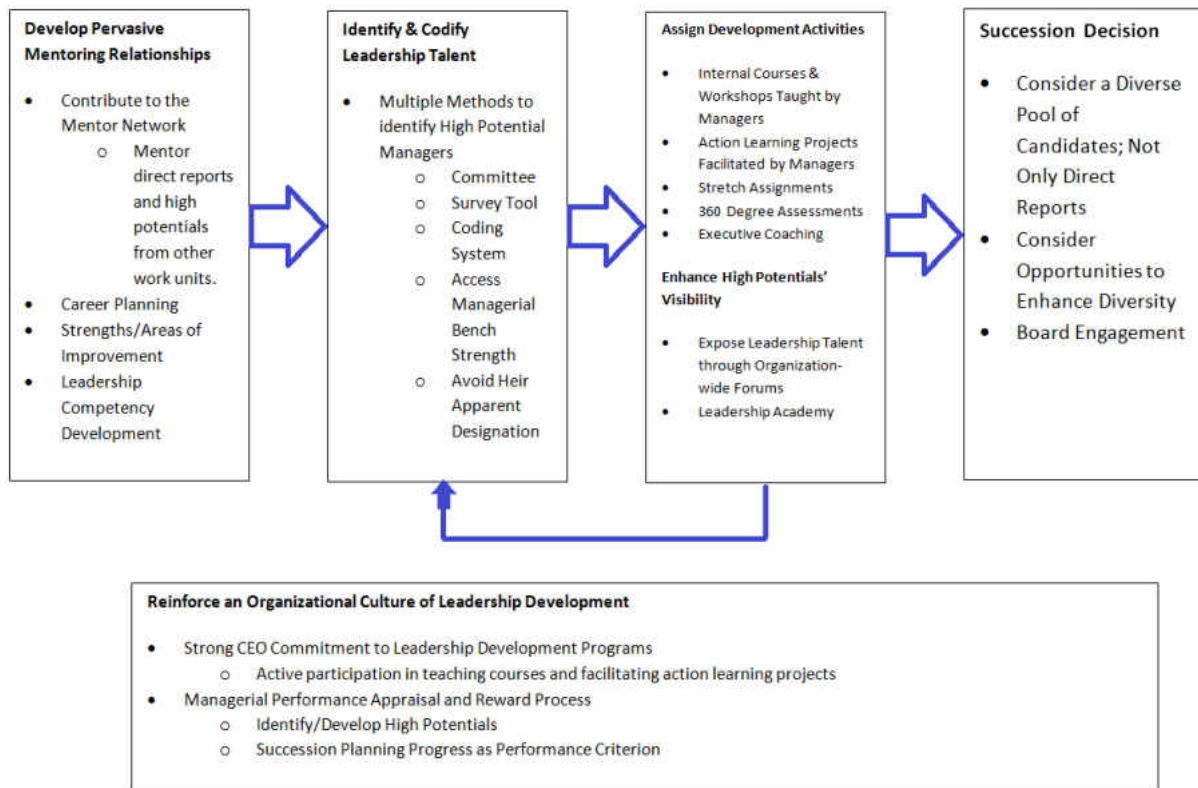 Develop Pervasive
Mentoring Relationships
• Contribute to the
Mentor Network
o Mentor
direct reports
and high
potentials
from other
work units.
• Career Planning
• Strengths/Areas of
Improvement
• Leadership
Competency
Development
Identify & Codify
Leadership Talent
• Multiple Methods to
identify High Potential
Managers
o Committee
o Survey Tool
o Coding
System
o Access
Managerial
Bench
Strength
o Avoid Heir
Apparent
Designation
Assign Development Activities
• Internal Courses &
Workshops Taught by
Managers
• Action Learning Projects
Facilitated by Managers
• Stretch Assignments
• 360 Degree Assessments
• Executive Coaching
Enhance High Potentials'
Visibility
• Expose Leadership Talent
through Organization-
wide Forums
• Leadership Academy
Succession Decision
• Consider a Diverse
Pool of
Candidates; Not
Only Direct
Reports
• Consider
Opportunities to
Enhance Diversity
• Board Engagement
Reinforce an Organizational Culture of Leadership Development
• Strong CEO Commitment to Leadership Development Programs
o Active participation in teaching courses and facilitating action learning projects
• Managerial Performance Appraisal and Reward Process
o Identify/Develop High Potentials
o Succession Planning Progress as Performance Criterion